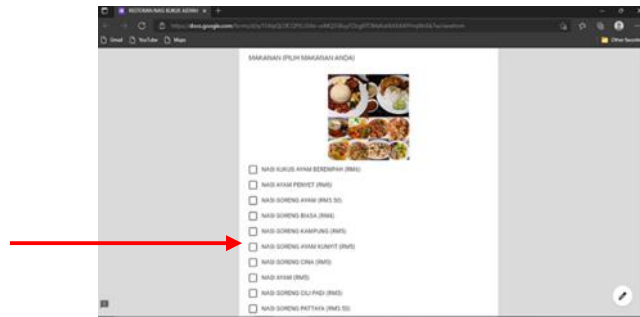 Gmail YouTube Maps
MAKANAN (PILIH MAKANAN ANDA)
NASI KUKUS AYAM BEREMPAH (RM6)
NASI AYAM PENYET (RM6)
NASI GORENG AYAM (RM5.50)
NASI GORENG BIASA (RM4)
NASI GORENG KAMPUNG (RM5)
NASI GORENG AYAM KUNYIT (RM5)
NASI GORENG CINA (RM5)
NASI AYAM (RM5)
NASI GORENG CILI PADI (RM5)
NASI GORENG PATTAYA (RM5.50)